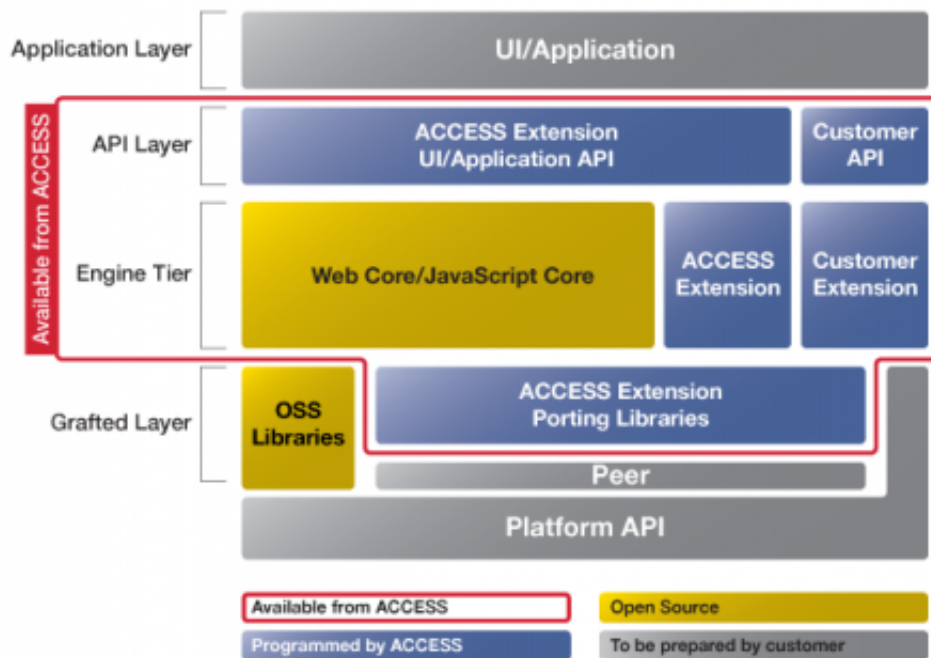 Application Layer
UI/Application
Available from ACCESS
API Layer
ACCESS Extension
UI/Application API
Customer
API
Engine Tier
Web Core/JavaScript Core
ACCESS
Extension
Customer
Extension
Grafted Layer
OSS
Libraries
ACCESS Extension
Porting Libraries
Peer
Platform API
Available from ACCESS
Open Source
Programmed by ACCESS
To be prepared by customer